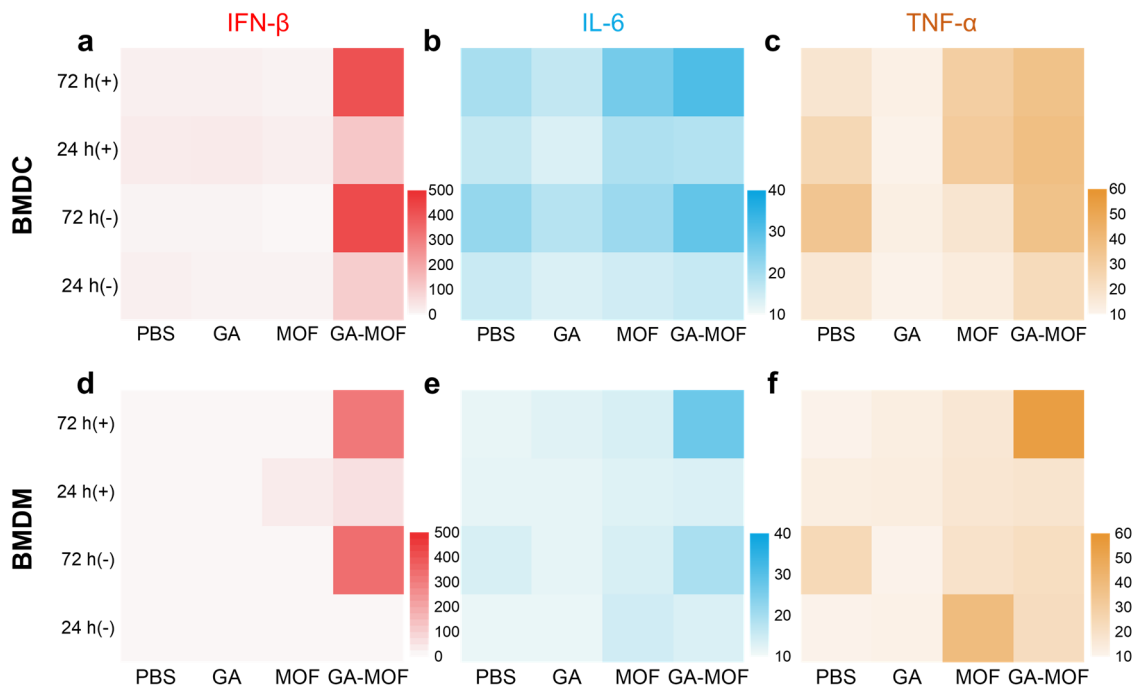 IFN-β IL-6 TNF-α
a b c
BMDC
72 h(+)
24 h(+)
72 h(-)
24 h(-)
500
400
300
200
100
0
40
30
20
10
60
50
40
30
20
10
PBS GA MOF GA-MOF PBS GA MOF GA-MOF PBS GA MOF GA-MOF
d e f
BMDM
72 h(+)
24 h(+)
72 h(-)
24 h(-)
500
400
300
200
100
0
40
30
20
10
60
50
40
30
20
10
PBS GA MOF GA-MOF PBS GA MOF GA-MOF PBS GA MOF GA-MOF